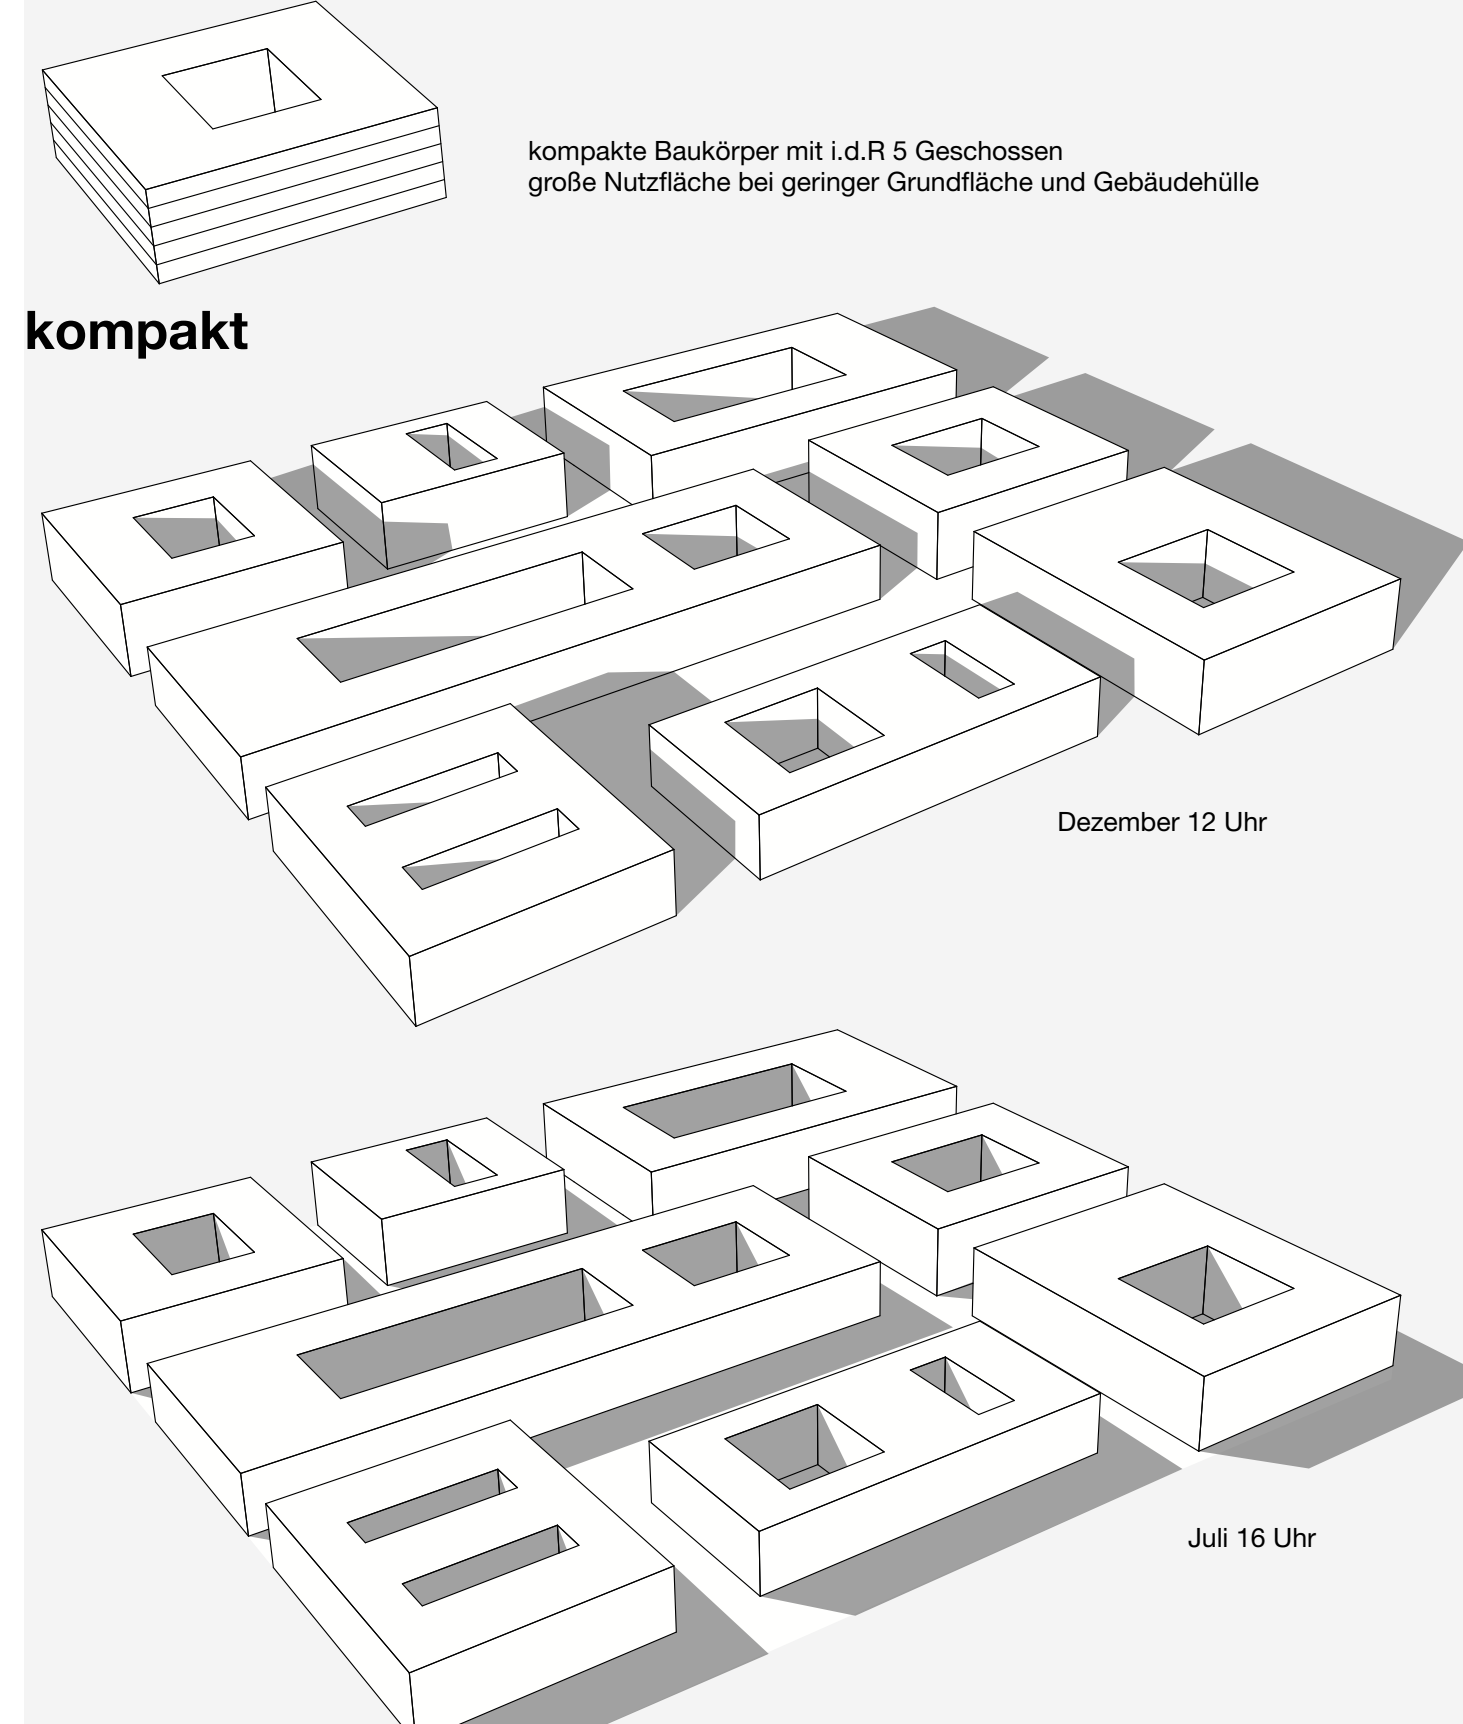 kompakte Baukörper mit i.d.R 5 Geschossen
große Nutzfläche bei geringer Grundfläche und Gebäudehülle
kompakt
Dezember 12 Uhr
Juli 16 Uhr